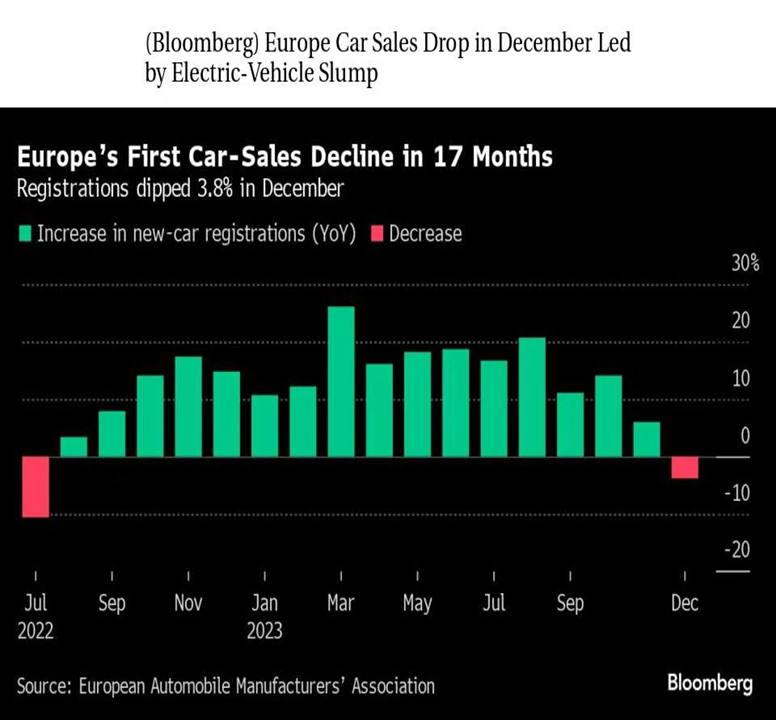 (Bloomberg) Europe Car Sales Drop in December Led
by Electric-Vehicle Slump
Europe's First Car-Sales Decline in 17 Months
Registrations dipped 3.8% in December
Increase in new-car registrations (YoY) Decrease
30%
20
10
0
-10
-20
Jul Sep Nov Jan Mar May Jul Sep Dec
2022 2023
Source: European Automobile Manufacturers' Association
Bloomberg